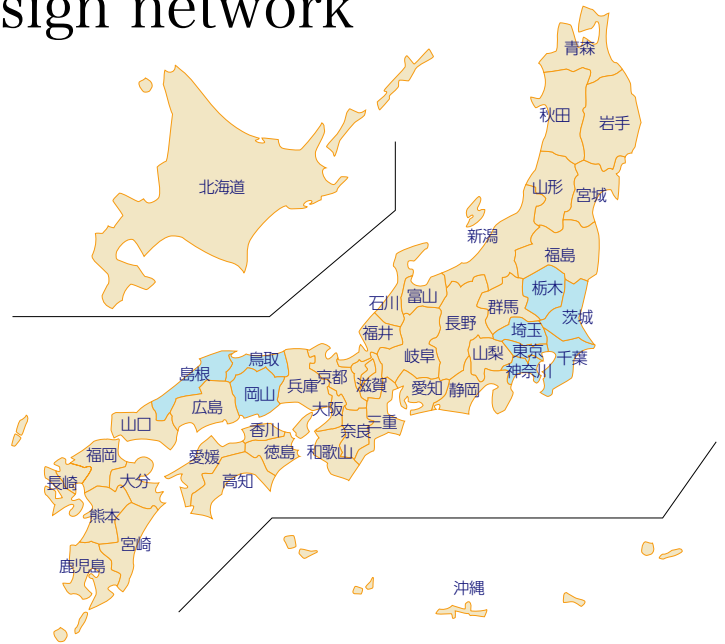 sign network
青森
秋田
岩手
北海道
山形
宮城
新潟
福島
栃木
石川
富山
群馬
茨城
長野
埼玉
福井
東京
岐阜
山梨
千葉
神奈川
鳥取
島根
京都
兵庫
滋賀
愛知
静岡
岡山
広島
大阪
山口
香川
奈良
三重
福岡
愛媛
徳島
和歌山
長崎
大分
高知
熊本
宮崎
鹿児島
沖縄